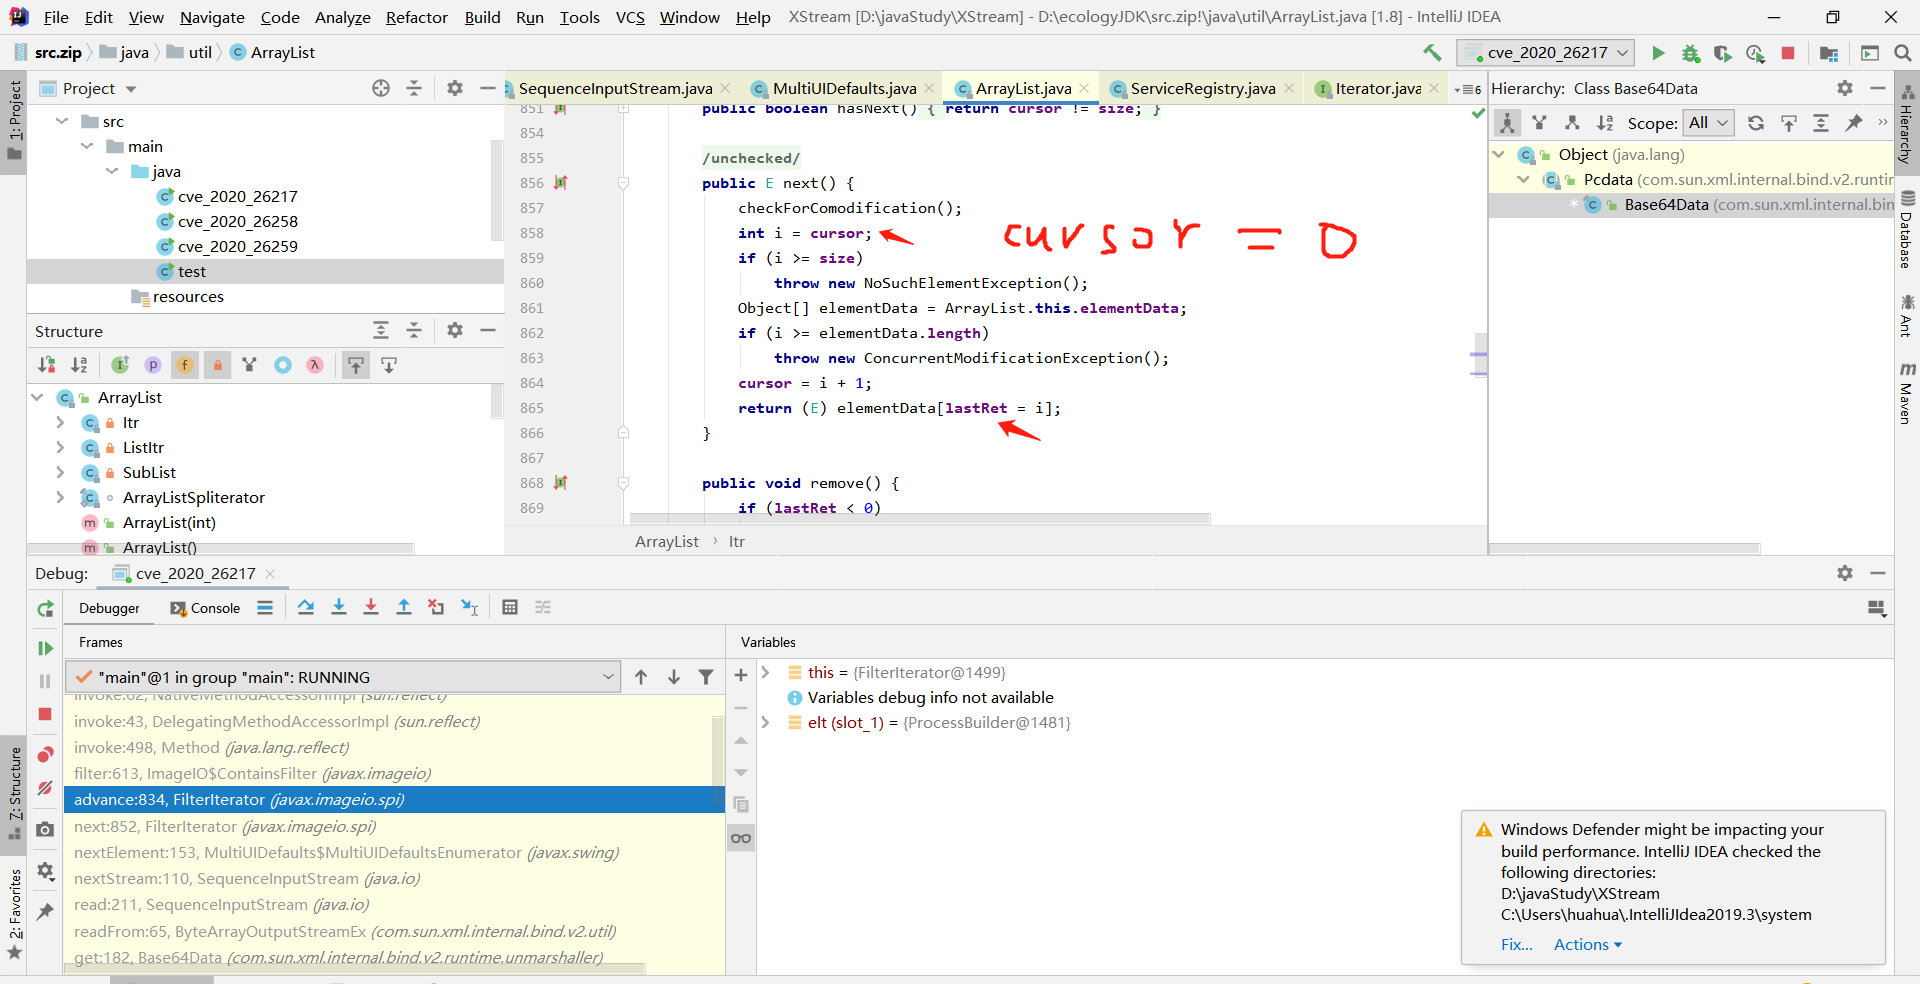 File Edit View Navigate Code Analyze Refactor Build Run Tools VCS Window Help XStream [D:\javaStudy\XStream] - D:\ecologyJDK\src.zip!\java\util\ArrayList.java [1.8] - IntelliJ IDEA
src.zip java util ArrayList cve_2020_26217
1: Project
Project
src
main
java
cve_2020_26217
cve_2020_26258
cve_2020_26259
test
resources
Structure
ArrayList
Itr
ListItr
SubList
ArrayListSpliterator
ArrayList(int)
ArrayList()
SequenceInputStream.java MultiUIDefaults.java ArrayList.java ServiceRegistry.java Iterator.java 6
851 public boolean hasNext() { return cursor != size; }
854
855 /unchecked/
856 public E next() {
857 checkForComodification();
858 int i = cursor;
cursor = 0
859 if (i >= size)
860 throw new NoSuchElementException();
861 Object[] elementData = ArrayList.this.elementData;
862 if (i >= elementData.length)
863 throw new ConcurrentModificationException();
864 cursor = i + 1;
865 return (E) elementData[lastRet = i];
866 }
867
868 public void remove() {
869 if (lastRet < 0)
ArrayList Itr
Hierarchy: Class Base64Data
Scope: All
Object (java.lang)
Pcdata (com.sun.xml.internal.bind.v2.runtin
* Base64Data (com.sun.xml.internal.bin
Hierarchy
Database
Ant
Maven
Debug: cve_2020_26217
Debugger Console
Frames
"main"@1 in group "main": RUNNING
invoke:62, NativeMethodAccessorImpl (sun.reflect)
invoke:43, DelegatingMethodAccessorImpl (sun.reflect)
invoke:498, Method (java.lang.reflect)
filter:613, ImageIO$ContainsFilter (javax.imageio)
advance:834, FilterIterator (javax.imageio.spi)
next:852, FilterIterator (javax.imageio.spi)
nextElement:153, MultiUIDefaults$MultiUIDefaultsEnumerator (javax.swing)
nextStream:110, SequenceInputStream (java.io)
read:211, SequenceInputStream (java.io)
readFrom:65, ByteArrayOutputStreamEx (com.sun.xml.internal.bind.v2.util)
get:182, Base64Data (com.sun.xml.internal.bind.v2.runtime.unmarshaller)
Variables
this = {FilterIterator@1499}
Variables debug info not available
elt (slot_1) = {ProcessBuilder@1481}
7: Structure
2: Favorites
Windows Defender might be impacting your
build performance. IntelliJ IDEA checked the
following directories:
D:\javaStudy\XStream
C:\Users\huahua\.IntelliJIdea2019.3\system
Fix... Actions